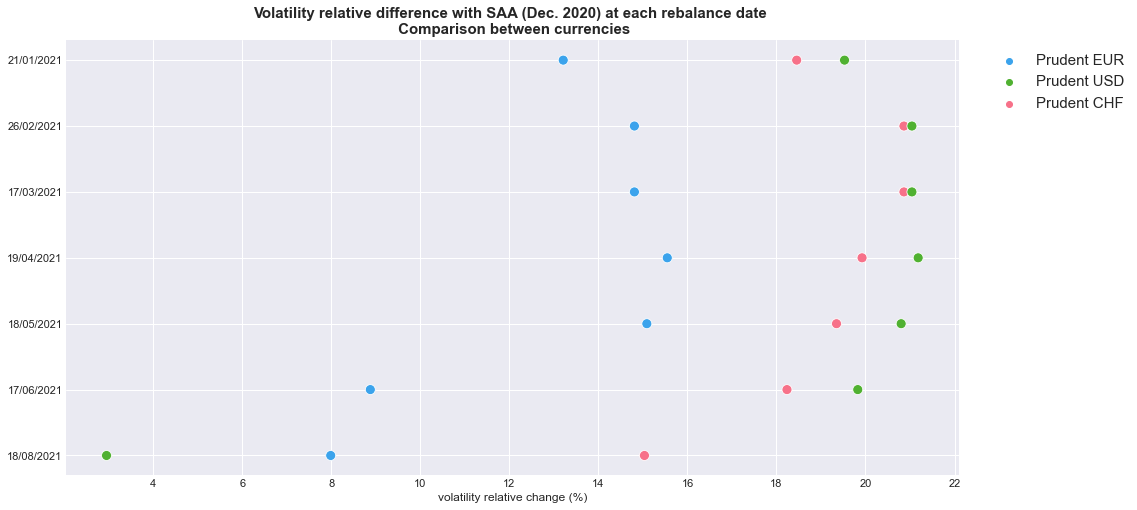 Volatility relative difference with SAA (Dec. 2020) at each rebalance date
Comparison between currencies
21/01/2021
26/02/2021
17/03/2021
19/04/2021
18/05/2021
17/06/2021
18/08/2021
4 6 8 10 12 14 16 18 20 22
volatility relative change (%)
Prudent EUR
Prudent USD
Prudent CHF